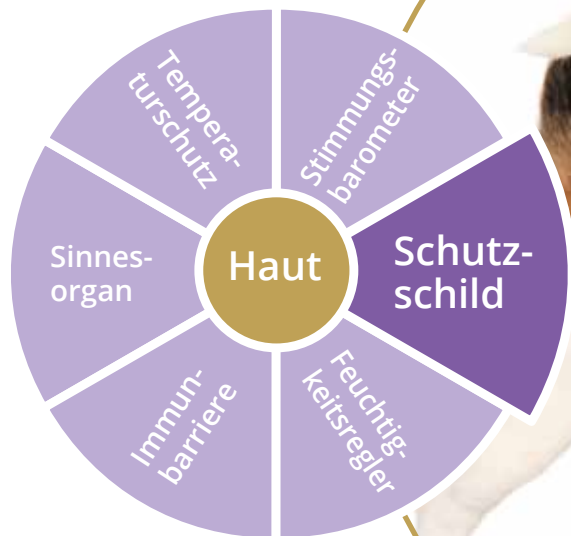 Tempera-
turschutz
Stimmungs-
barometer
Sinnes-
organ
Haut
Schutz-
schild
Immun-
barriere
Feuchtig-
keitsregler